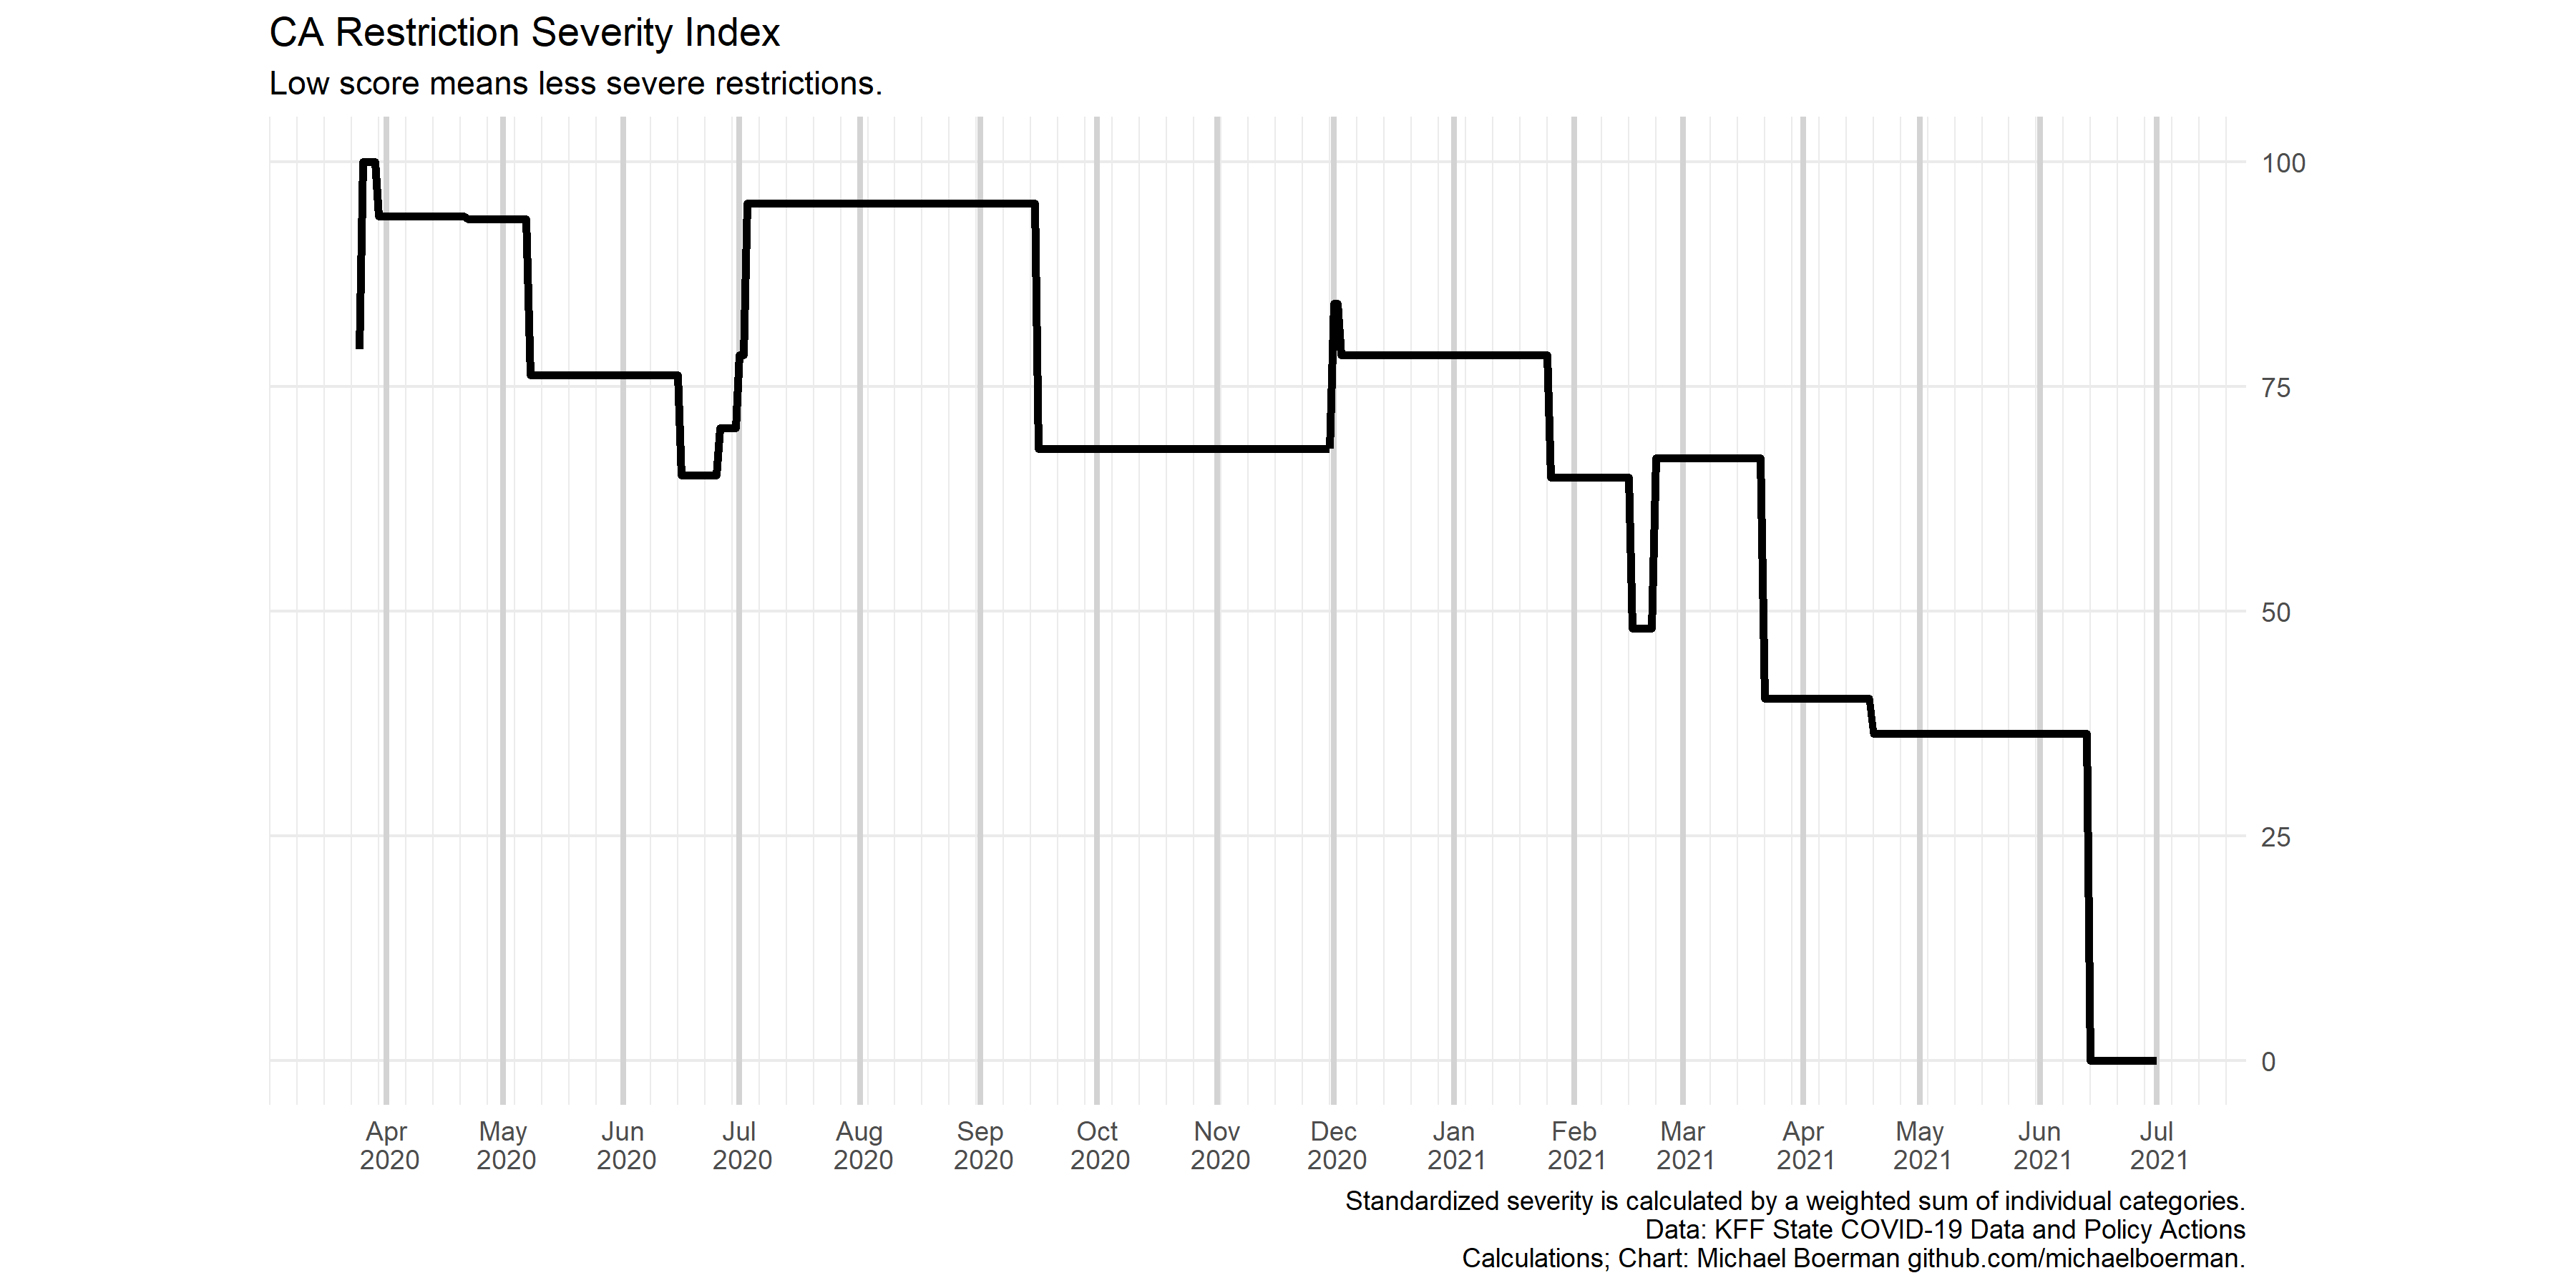 CA Restriction Severity Index
Low score means less severe restrictions.
100
75
50
25
0
Apr May Jun Jul Aug Sep Oct Nov Dec Jan Feb Mar Apr May Jun Jul
2020 2020 2020 2020 2020 2020 2020 2020 2020 2021 2021 2021 2021 2021 2021 2021
Standardized severity is calculated by a weighted sum of individual categories.
Data: KFF State COVID-19 Data and Policy Actions
Calculations; Chart: Michael Boerman github.com/michaelboerman.